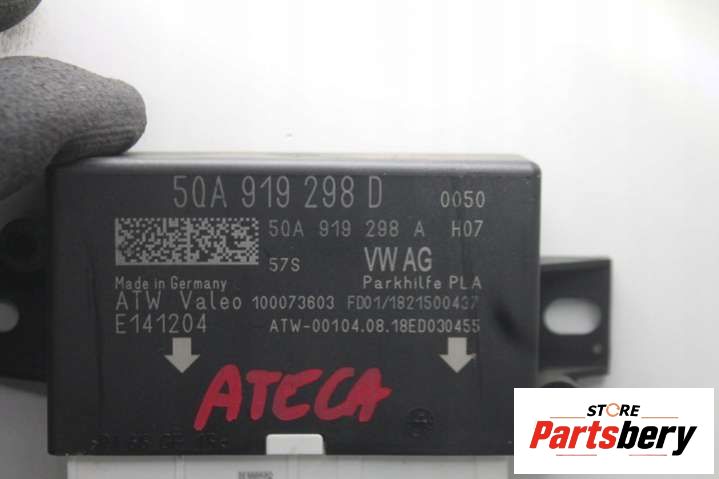 5QA 919 298 D 0050
5QA 919 298 A H07
57S VW AG
Made in Germany Parkhilfe PLA
ATW Valeo 100073603 FD01/1821500437
E141204 ATW-00104.08.18ED030455
ATECA
STORE
Partsbery